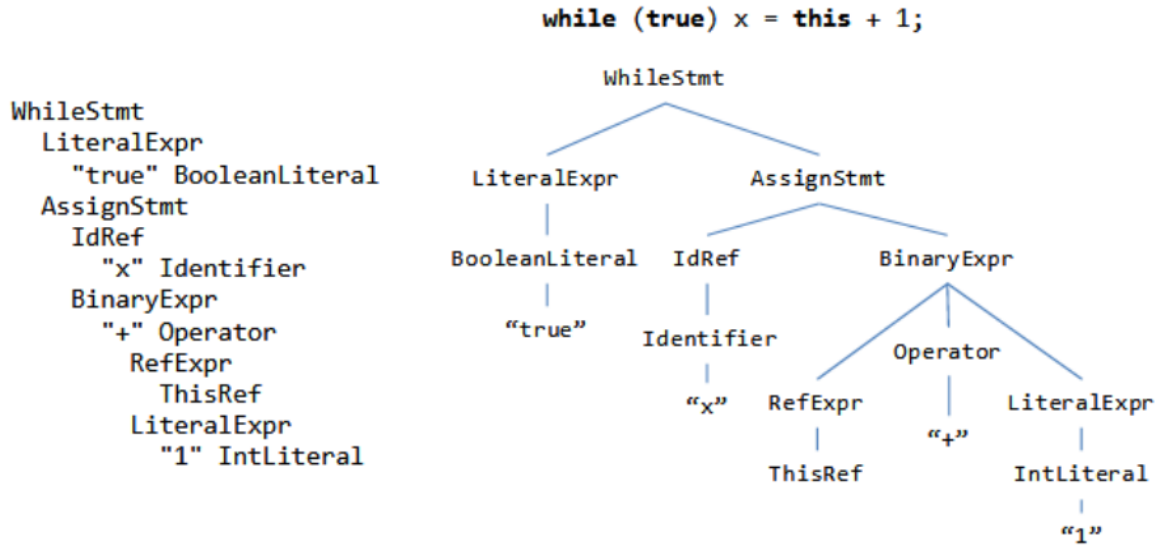 while (true) x = this + 1;
WhileStmt
  LiteralExpr
    "true" BooleanLiteral
  AssignStmt
    IdRef
      "x" Identifier
    BinaryExpr
      "+" Operator
        RefExpr
          ThisRef
        LiteralExpr
          "1" IntLiteral
WhileStmt
LiteralExpr AssignStmt
BooleanLiteral IdRef BinaryExpr
“true” Identifier Operator
“x” RefExpr “+” LiteralExpr
ThisRef IntLiteral
“1”